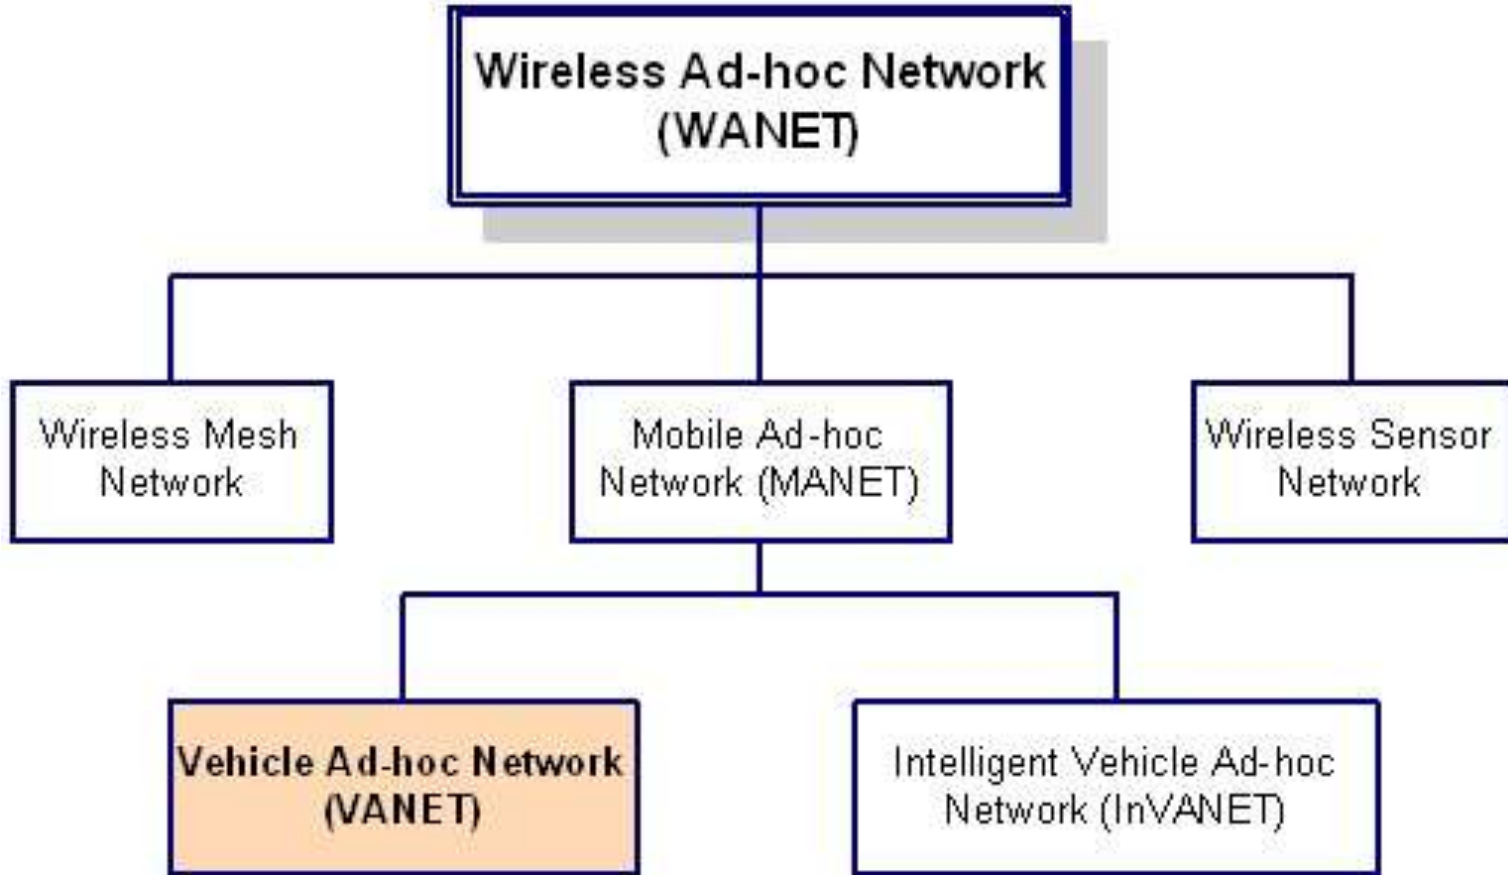 Wireless Ad-hoc Network
(WANET)
Wireless Mesh
Network
Mobile Ad-hoc
Network (MANET)
Wireless Sensor
Network
Vehicle Ad-hoc Network
(VANET)
Intelligent Vehicle Ad-hoc
Network (InVANET)